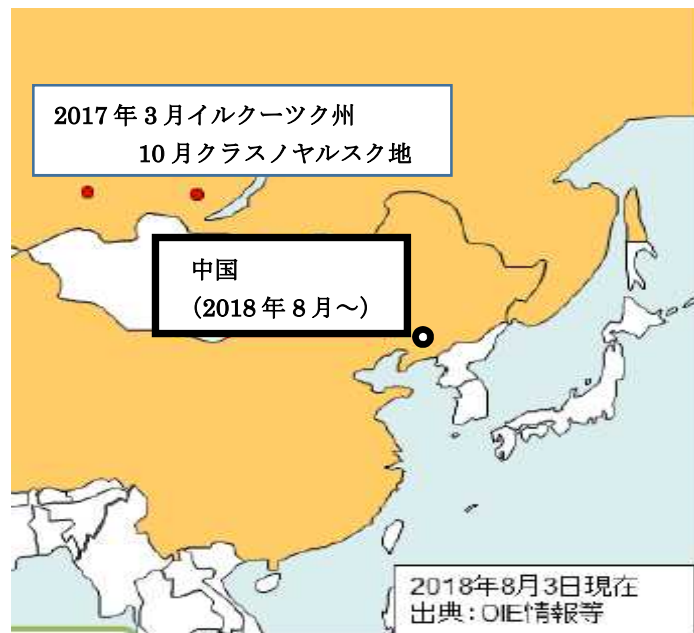 2017年3月イルクーツク州
10月クラスノヤルスク地
中国
（2018年8月～）
2018年8月3日現在
出典：OIE情報等